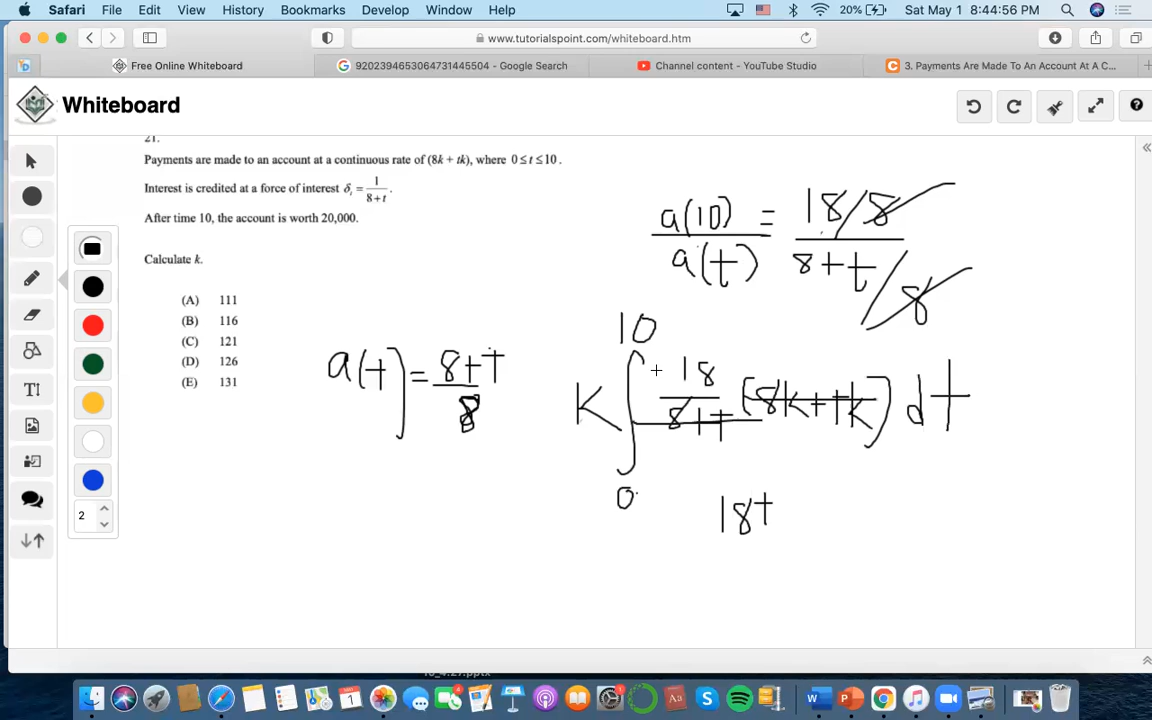 Safari File Edit View History Bookmarks Develop Window Help 20% Sat May 1 8:44:56 PM
www.tutorialspoint.com/whiteboard.htm
Free Online Whiteboard
920239465306473144550​4 - Google Search
Channel content - YouTube Studio
3. Payments Are Made To An Account At A C...
Whiteboard
21.
Payments are made to an account at a continuous rate of (8k + tk), where 0 ≤ t ≤ 10.
Interest is credited at a force of interest δt = 1/(8+t).
After time 10, the account is worth 20,000.
Calculate k.
(A) 111
(B) 116
(C) 121
(D) 126
(E) 131
a(10)/a(t) = 18/8 / 8+t/8
a(t) = 8+t/8
10
K ∫ 18/8+t (8k+tk) dt
0
18t
2